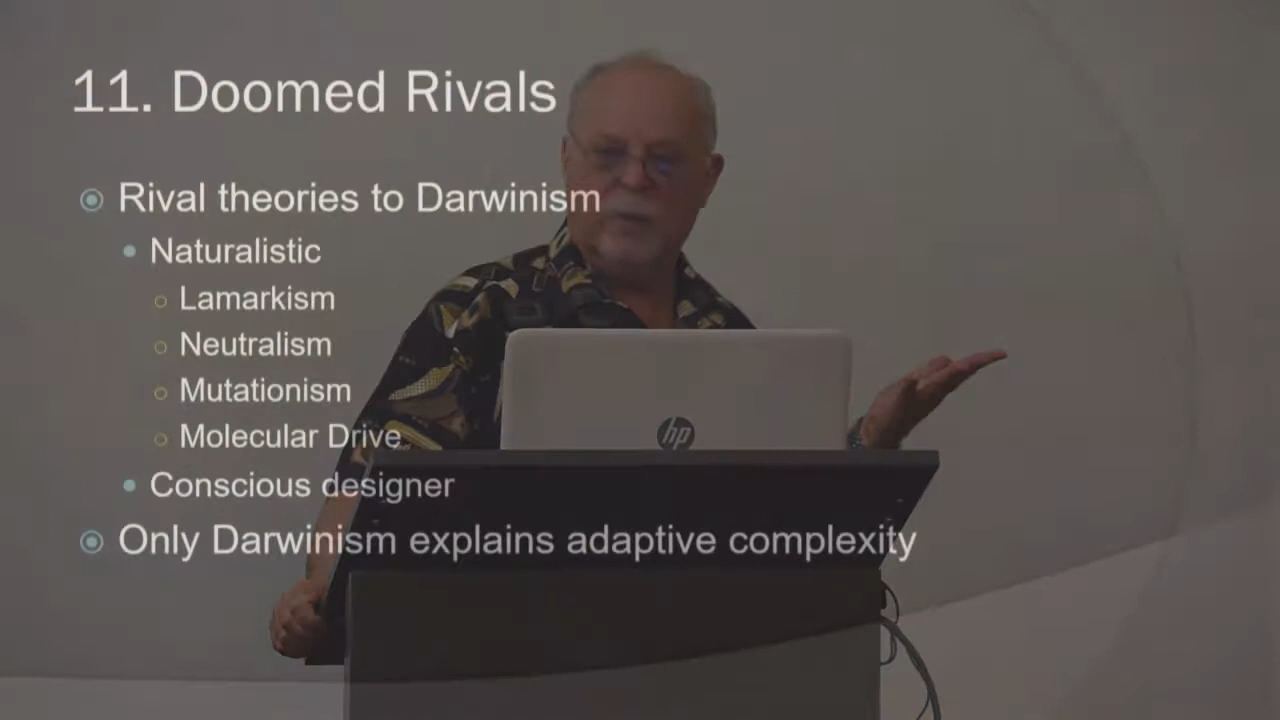 11. Doomed Rivals
Rival theories to Darwinism
Naturalistic
Lamarkism
Neutralism
Mutationism
Molecular Drive
Conscious designer
Only Darwinism explains adaptive complexity
hp